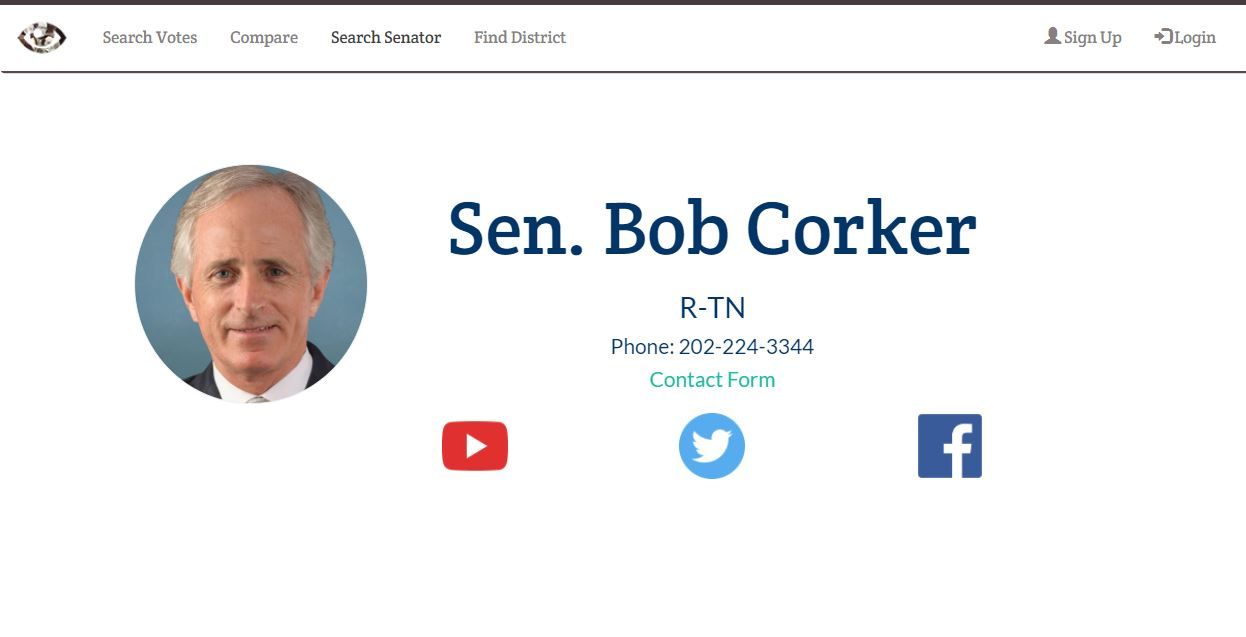 Search Votes Compare Search Senator Find District Sign Up Login
Sen. Bob Corker
R-TN
Phone: 202-224-3344
Contact Form